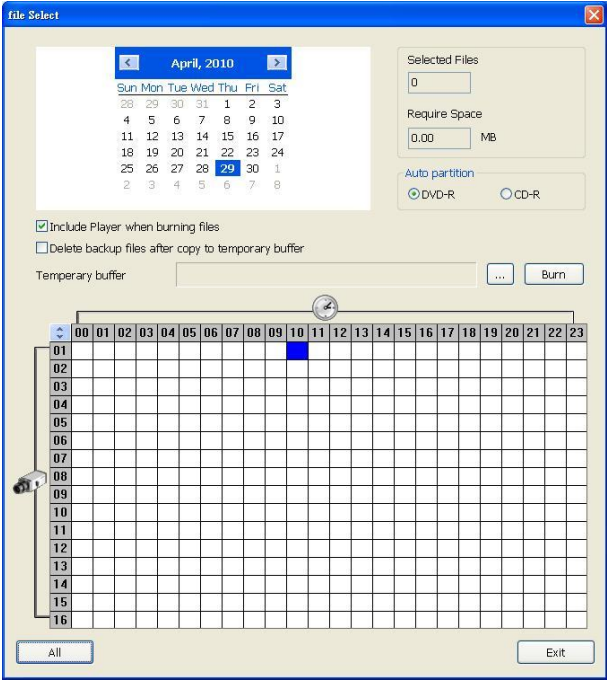 file Select
April, 2010
Sun Mon Tue Wed Thu Fri Sat
28 29 30 31 1 2 3
4 5 6 7 8 9 10
11 12 13 14 15 16 17
18 19 20 21 22 23 24
25 26 27 28 29 30 1
2 3 4 5 6 7 8
Selected Files
0
Require Space
0.00 MB
Auto partition
DVD-R CD-R
Include Player when burning files
Delete backup files after copy to temporary buffer
Temperary buffer ... Burn
00 01 02 03 04 05 06 07 08 09 10 11 12 13 14 15 16 17 18 19 20 21 22 23
01
02
03
04
05
06
07
08
09
10
11
12
13
14
15
16
All Exit